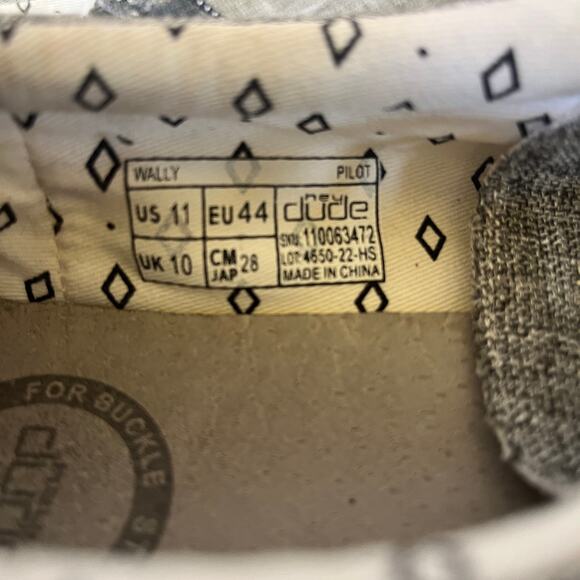 WALLY PILOT
US 11 EU 44 hey dude
SKU: 110063472
UK 10 CM JAP 28 LOT: 4650-22-HS
MADE IN CHINA
FOR BUCKLE